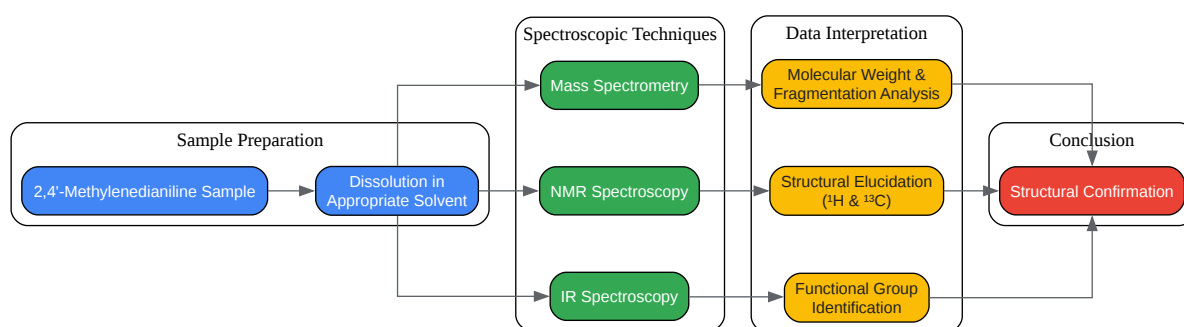 Sample Preparation
2,4'-Methylenedianiline Sample
Dissolution in
Appropriate Solvent
Spectroscopic Techniques
Mass Spectrometry
NMR Spectroscopy
IR Spectroscopy
Data Interpretation
Molecular Weight &
Fragmentation Analysis
Structural Elucidation
(¹H & ¹³C)
Functional Group
Identification
Conclusion
Structural Confirmation